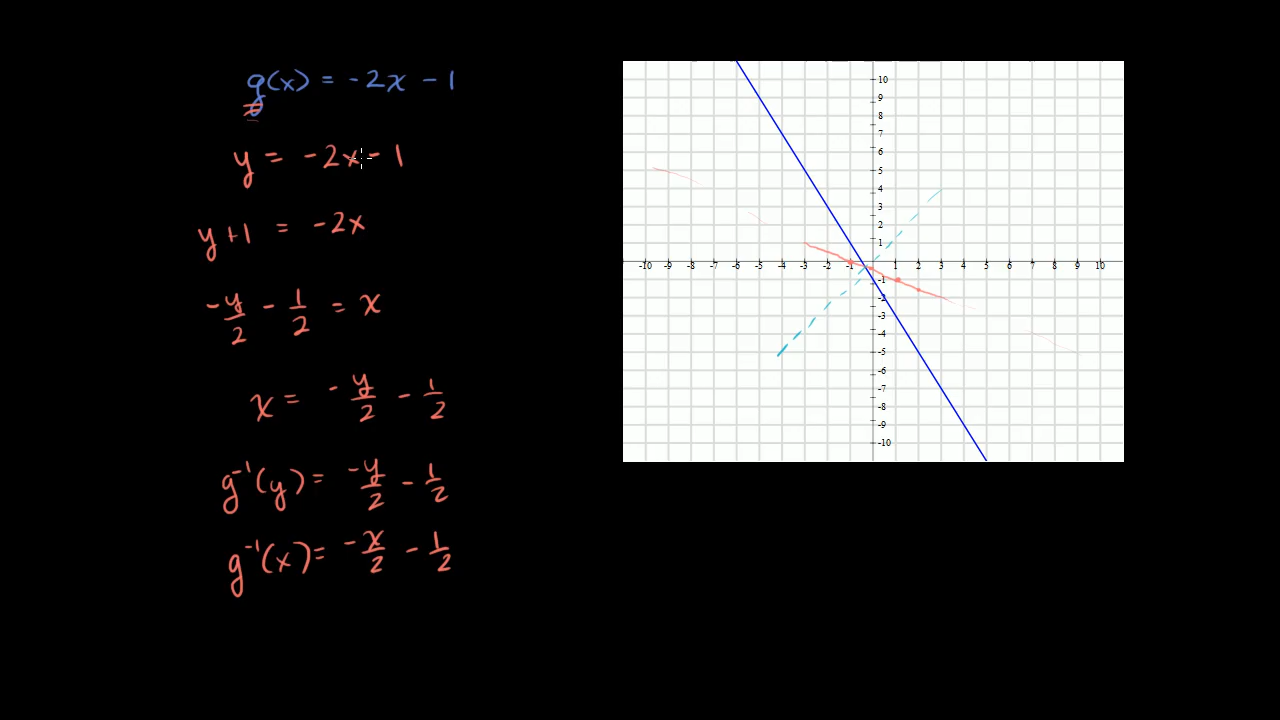 g(x) = -2x - 1
y = -2x - 1
y + 1 = -2x
-y/2 - 1/2 = x
x = -y/2 - 1/2
g⁻¹(y) = -y/2 - 1/2
g⁻¹(x) = -x/2 - 1/2
10
9
8
7
6
5
4
3
2
1
-10 -9 -8 -7 -6 -5 -4 -3 -2 -1 1 2 3 4 5 6 7 8 9 10
-1
-2
-3
-4
-5
-6
-7
-8
-9
-10